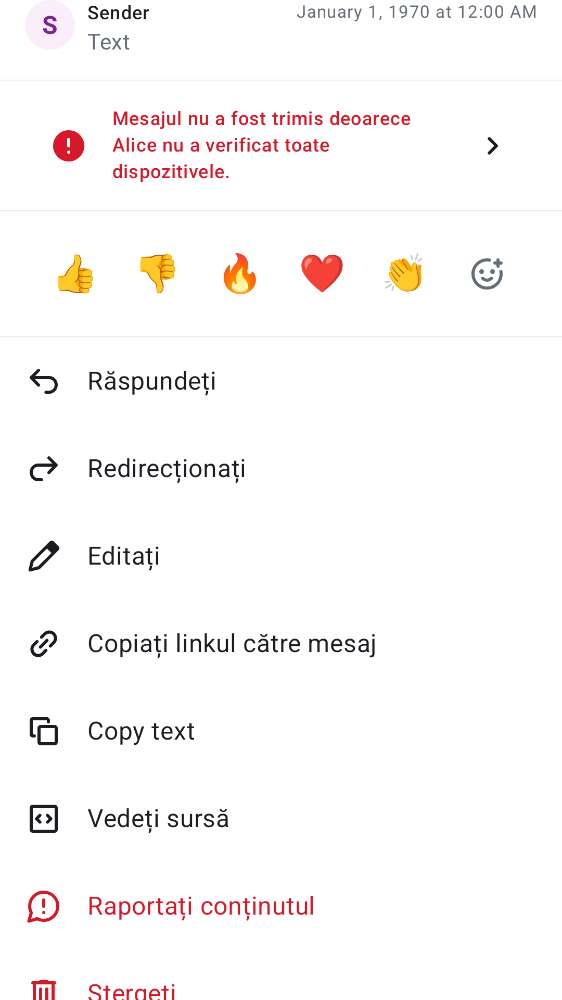 S
Sender
January 1, 1970 at 12:00 AM
Text
Mesajul nu a fost trimis deoarece
Alice nu a verificat toate
dispozitivele.
Răspundeți
Redirecționați
Editați
Copiați linkul către mesaj
Copy text
Vedeți sursă
Raportați conținutul
Ștergeți